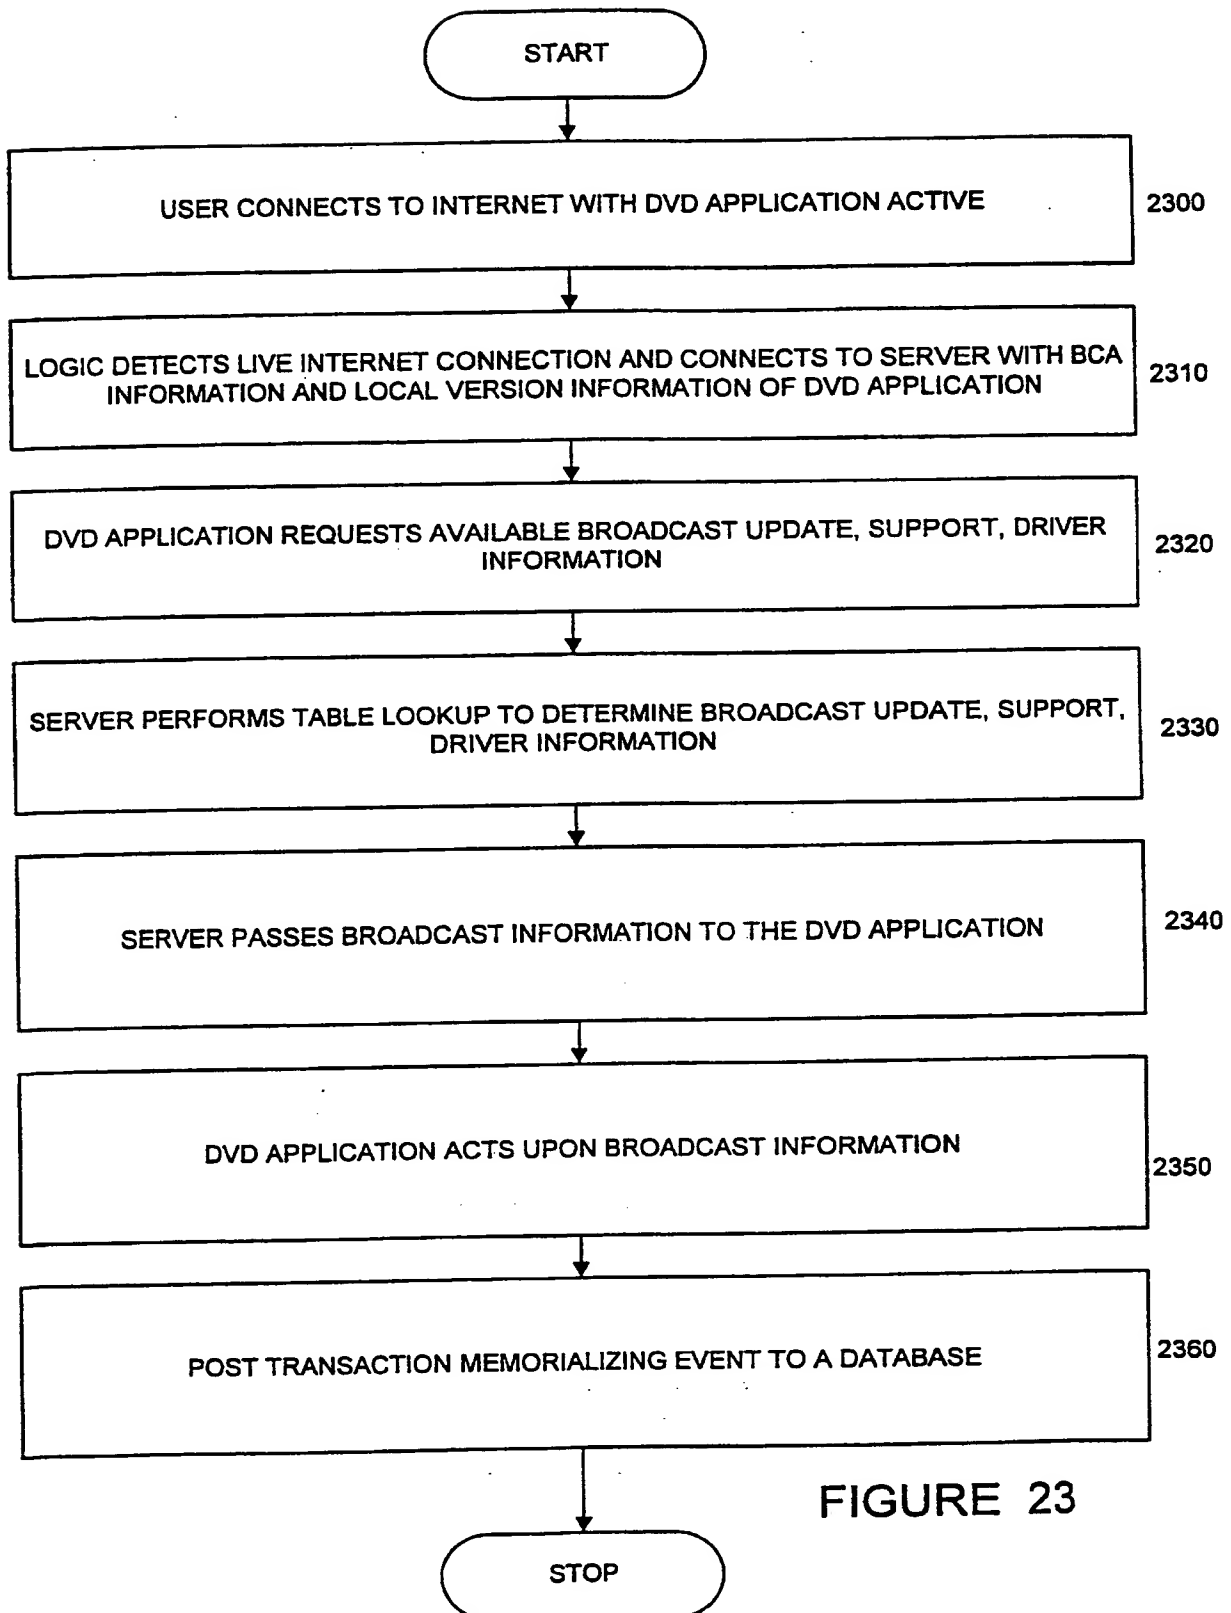 START
USER CONNECTS TO INTERNET WITH DVD APPLICATION ACTIVE
2300
LOGIC DETECTS LIVE INTERNET CONNECTION AND CONNECTS TO SERVER WITH BCA
INFORMATION AND LOCAL VERSION INFORMATION OF DVD APPLICATION
2310
DVD APPLICATION REQUESTS AVAILABLE BROADCAST UPDATE, SUPPORT, DRIVER
INFORMATION
2320
SERVER PERFORMS TABLE LOOKUP TO DETERMINE BROADCAST UPDATE, SUPPORT,
DRIVER INFORMATION
2330
SERVER PASSES BROADCAST INFORMATION TO THE DVD APPLICATION
2340
DVD APPLICATION ACTS UPON BROADCAST INFORMATION
2350
POST TRANSACTION MEMORIALIZING EVENT TO A DATABASE
2360
FIGURE 23
STOP